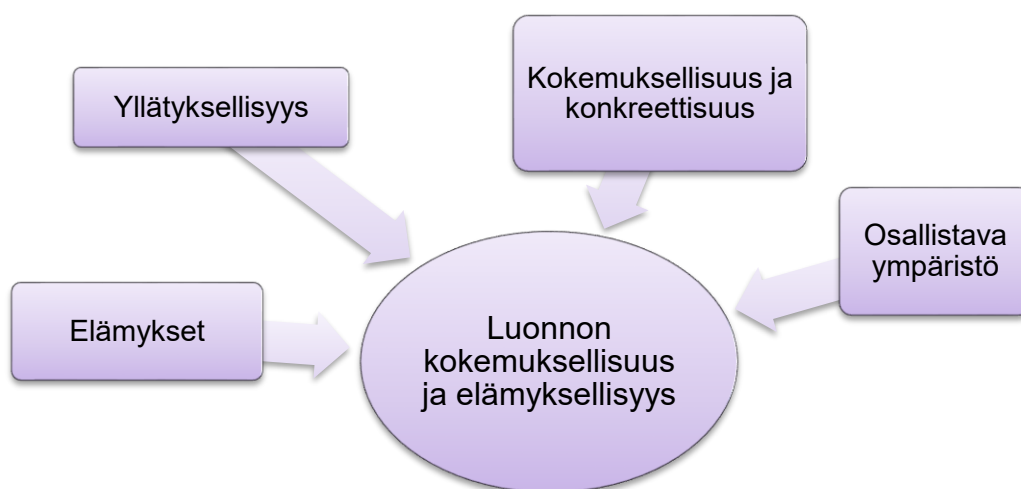 Yllätyksellisyys
Kokemuksellisuus ja
konkreettisuus
Osallistava
ympäristö
Elämykset
Luonnon
kokemuksellisuus
ja elämyksellisyys